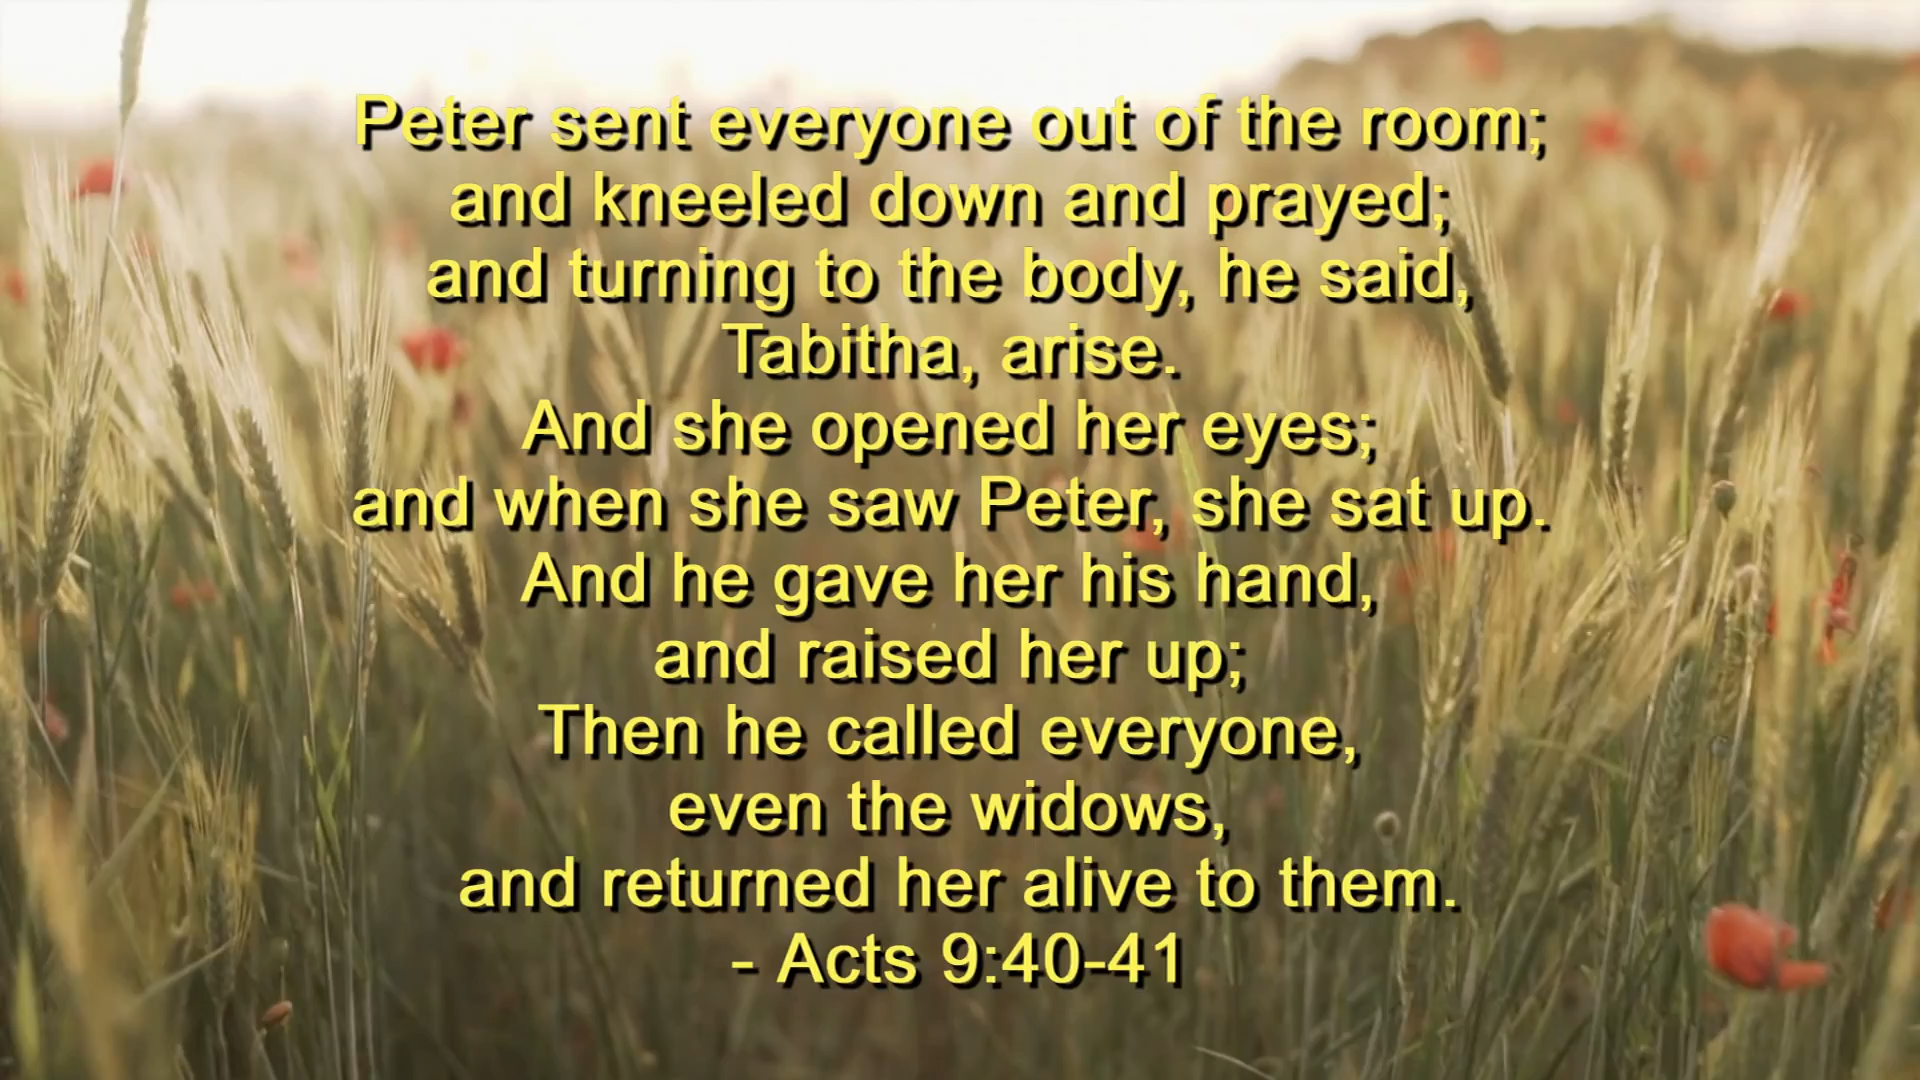 Peter sent everyone out of the room;
and kneeled down and prayed;
and turning to the body, he said,
Tabitha, arise.
And she opened her eyes;
and when she saw Peter, she sat up.
And he gave her his hand,
and raised her up;
Then he called everyone,
even the widows,
and returned her alive to them.
- Acts 9:40-41